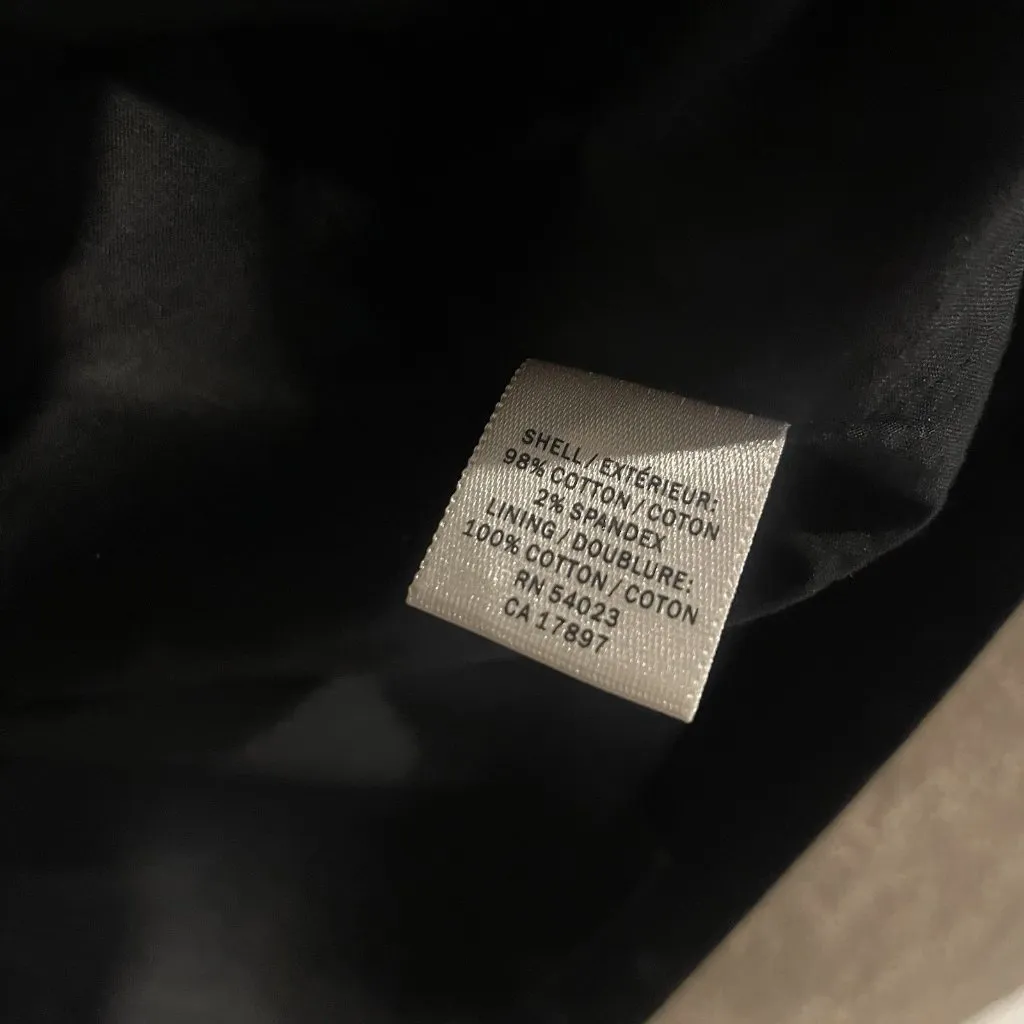 SHELL/EXTÉRIEUR:
98% COTTON/COTON
2% SPANDEX
LINING/DOUBLURE:
100% COTTON/COTON
RN 54023
CA 17897